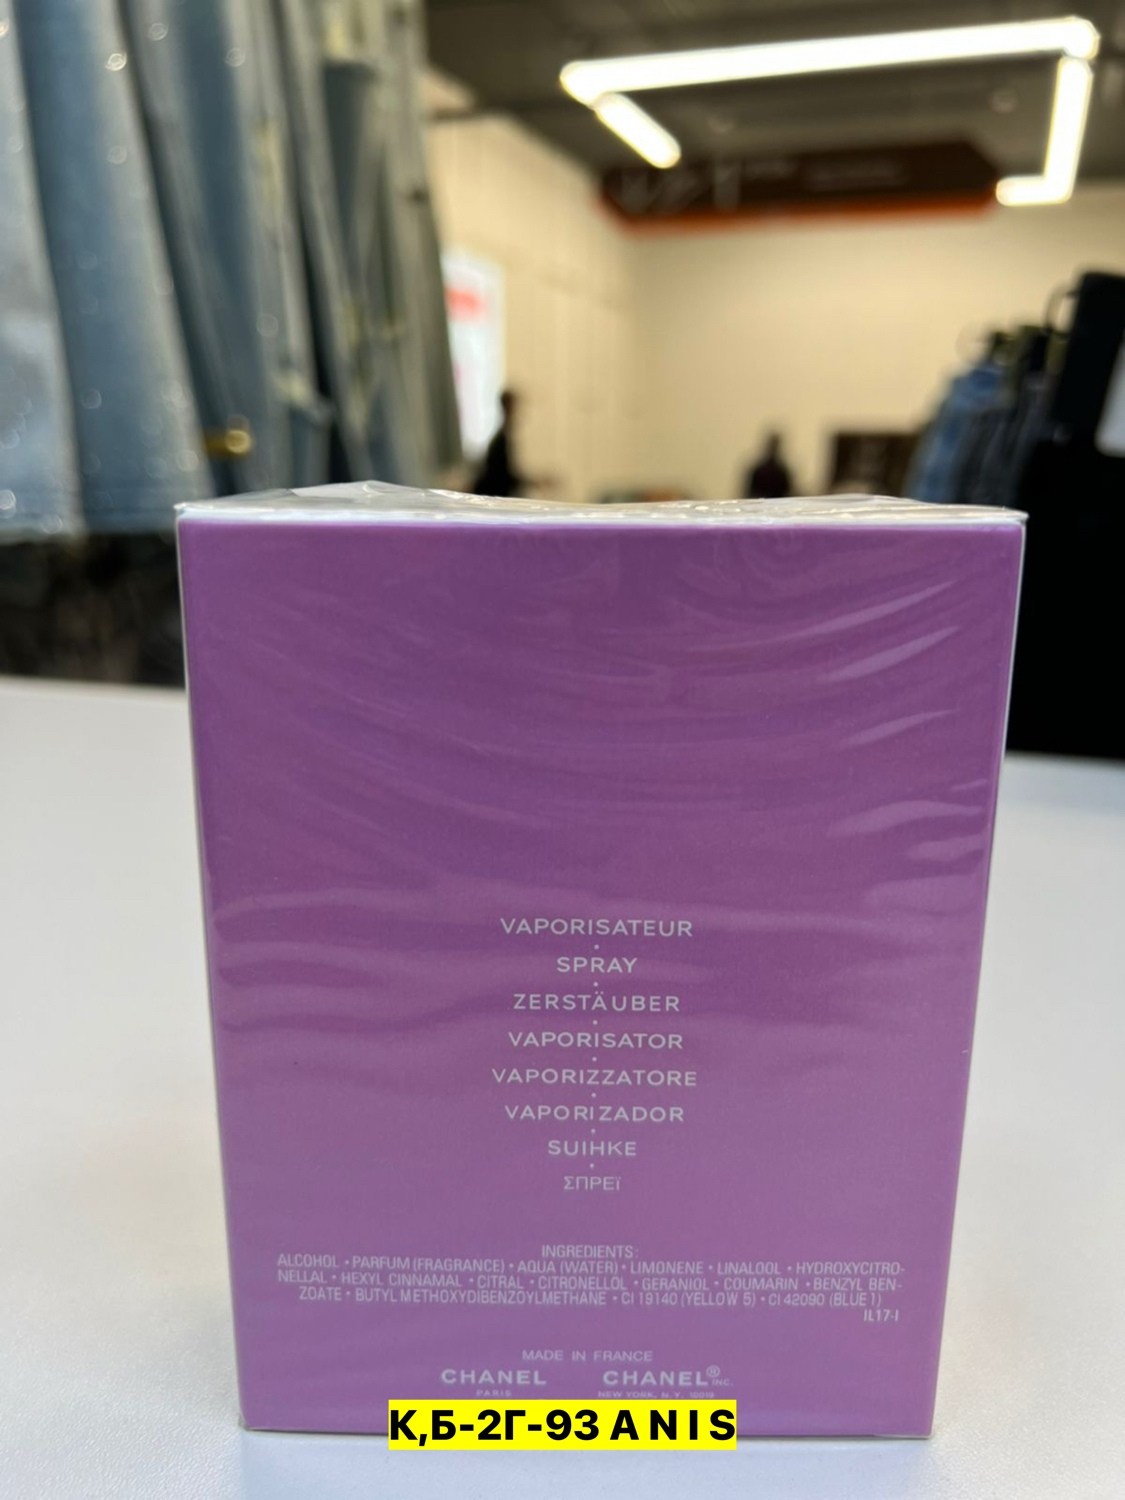 VAPORISATEUR
SPRAY
ZERSTÄUBER
VAPORISATOR
VAPORIZZATORE
VAPORIZADOR
SUIHKE
ΣΠΡΕΪ
INGREDIENTS:
ALCOHOL • PARFUM (FRAGRANCE) • AQUA (WATER) • LIMONENE • LINALOOL • HYDROXYCITRO-
NELLAL • HEXYL CINNAMAL • CITRAL • CITRONELLOL • GERANIOL • COUMARIN • BENZYL BEN-
ZOATE • BUTYL METHOXYDIBENZOYLMETHANE • CI 19140 (YELLOW 5) • CI 42090 (BLUE 1)
IL17-I
MADE IN FRANCE
CHANEL CHANEL® INC.
PARIS NEW YORK, N.Y. 10019
К,Б-2Г-93 A N I S